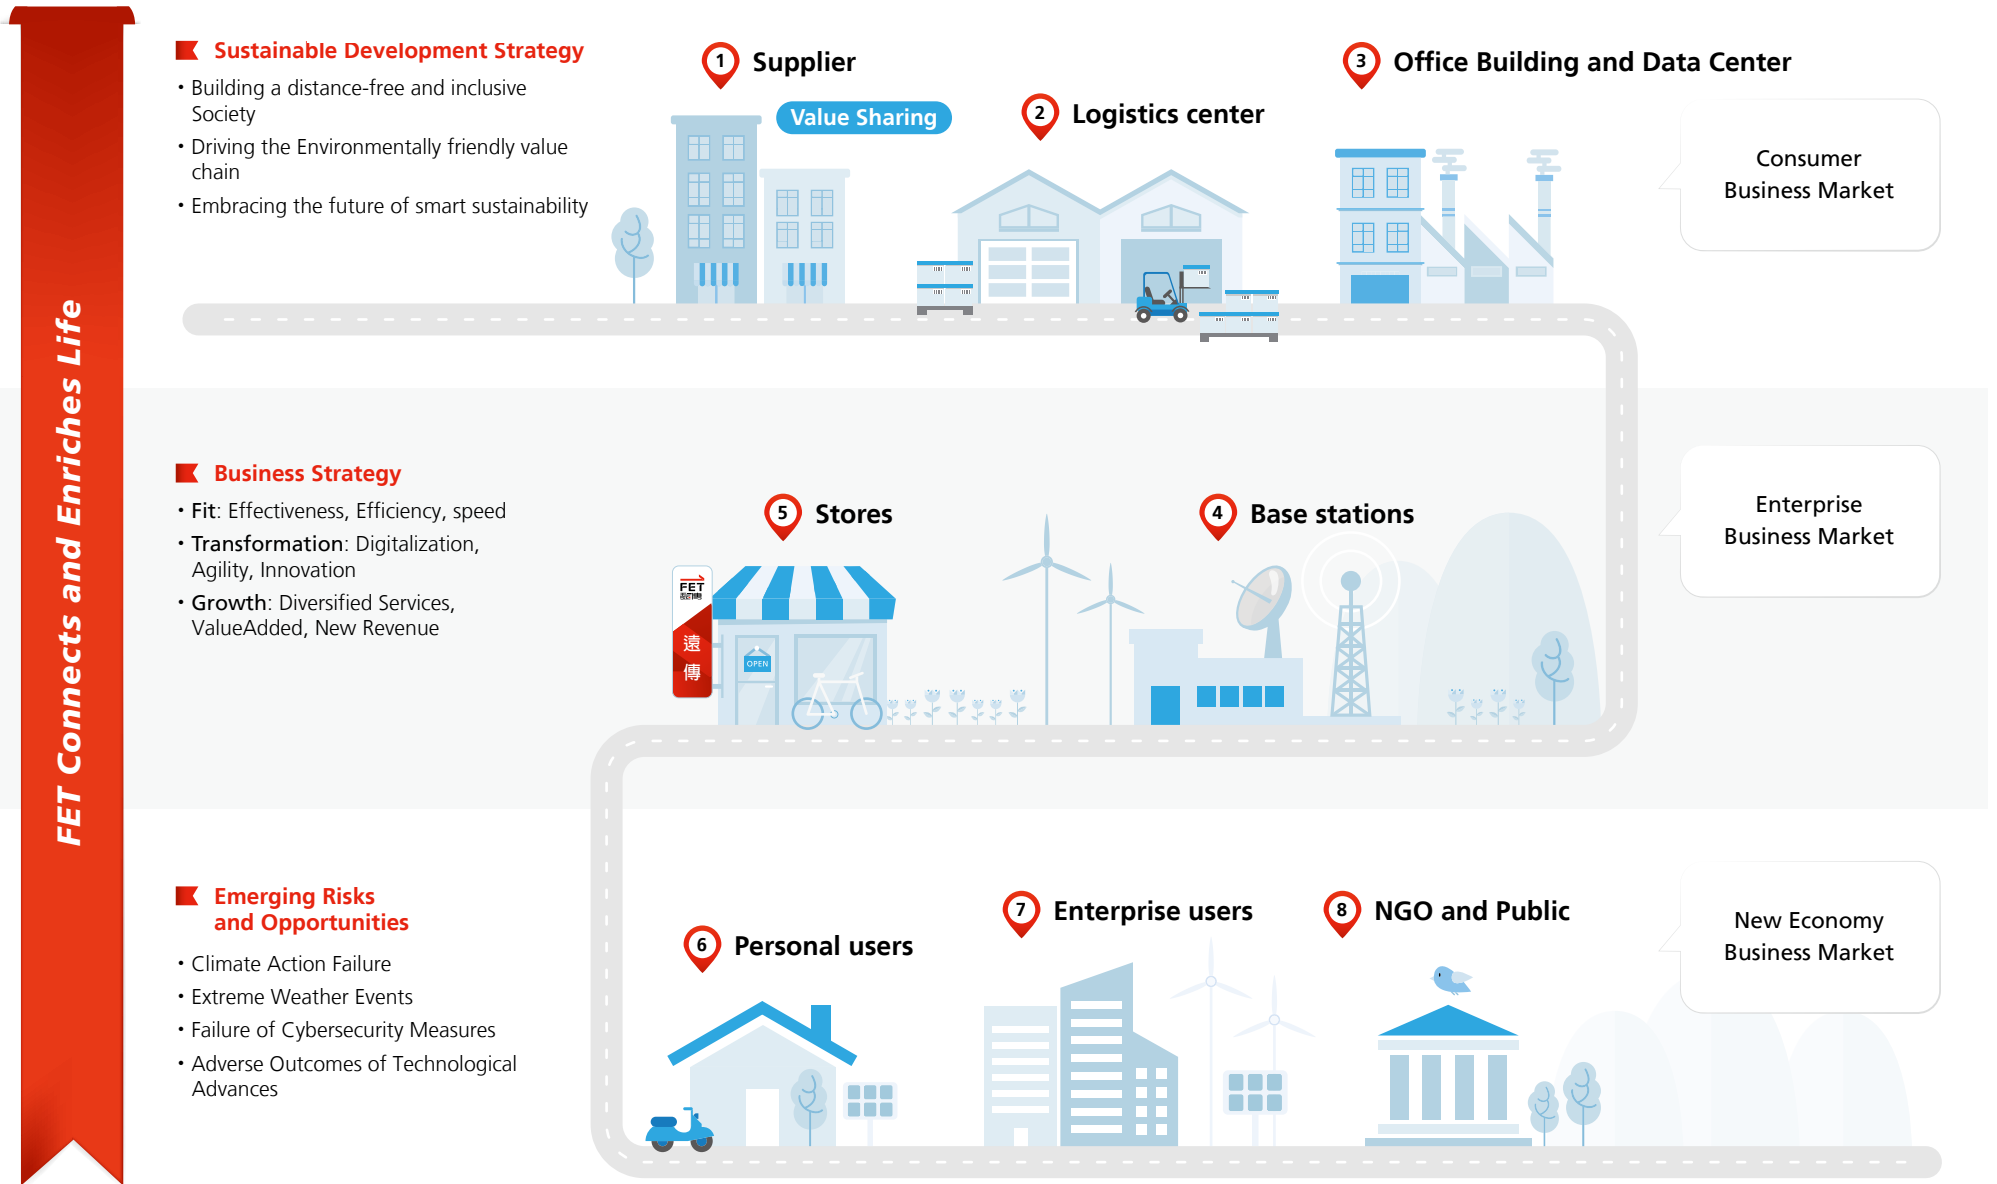 FET Connects and Enriches Life
Sustainable Development Strategy
• Building a distance-free and inclusive
Society
• Driving the Environmentally friendly value
chain
• Embracing the future of smart sustainability
1 Supplier
Value Sharing
2 Logistics center
3 Office Building and Data Center
Consumer
Business Market
Business Strategy
• Fit: Effectiveness, Efficiency, speed
• Transformation: Digitalization,
Agility, Innovation
• Growth: Diversified Services,
ValueAdded, New Revenue
5 Stores
FET
遠傳
OPEN
4 Base stations
Enterprise
Business Market
Emerging Risks
and Opportunities
• Climate Action Failure
• Extreme Weather Events
• Failure of Cybersecurity Measures
• Adverse Outcomes of Technological
Advances
6 Personal users
7 Enterprise users
8 NGO and Public
New Economy
Business Market